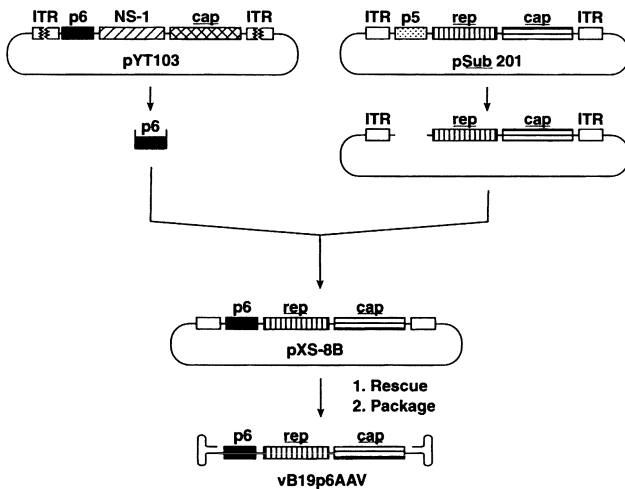 ITR p6 NS-1 cap ITR
pYT103
ITR p5 rep cap ITR
pSub 201
p6
ITR rep cap ITR
p6 rep cap
pXS-8B
1. Rescue
2. Package
p6 rep cap
vB19p6AAV